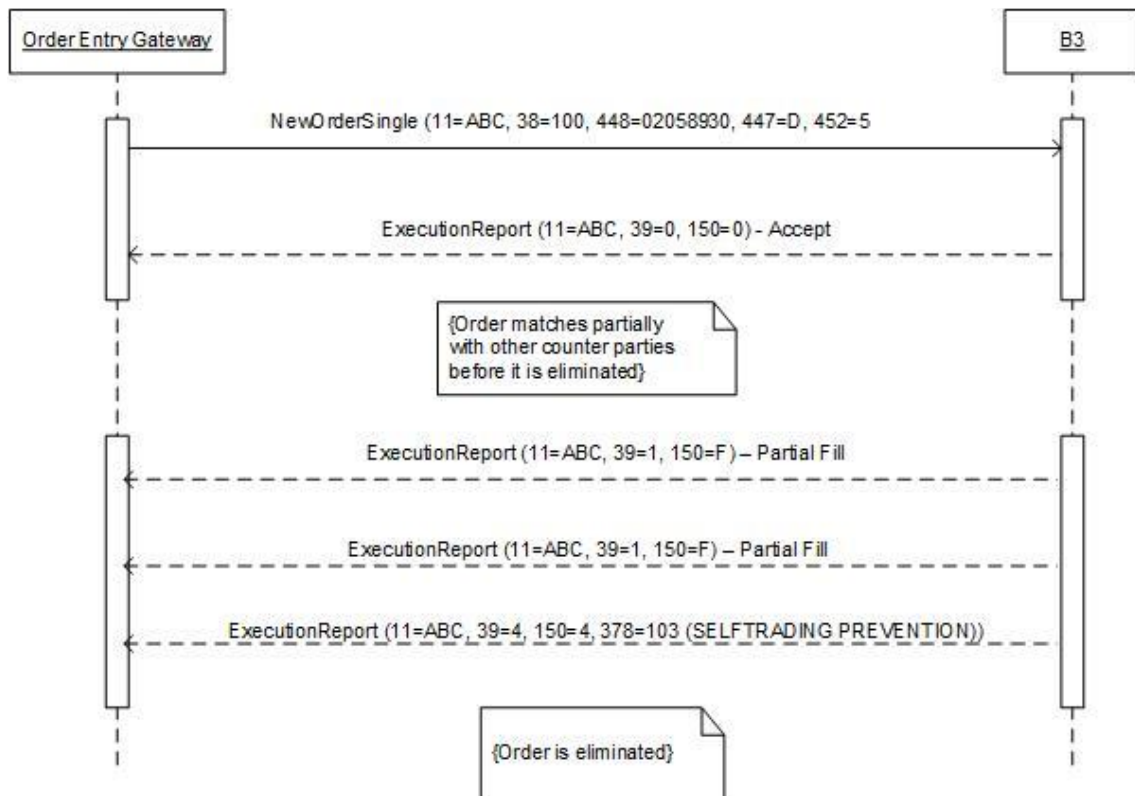 Order Entry Gateway
B3
NewOrderSingle (11=ABC, 38=100, 448=02058930, 447=D, 452=5
ExecutionReport (11=ABC, 39=0, 150=0) - Accept
{Order matches partially
with other counter parties
before it is eliminated}
ExecutionReport (11=ABC, 39=1, 150=F) – Partial Fill
ExecutionReport (11=ABC, 39=1, 150=F) – Partial Fill
ExecutionReport (11=ABC, 39=4, 150=4, 378=103 (SELFTRADING PREVENTION))
{Order is eliminated}